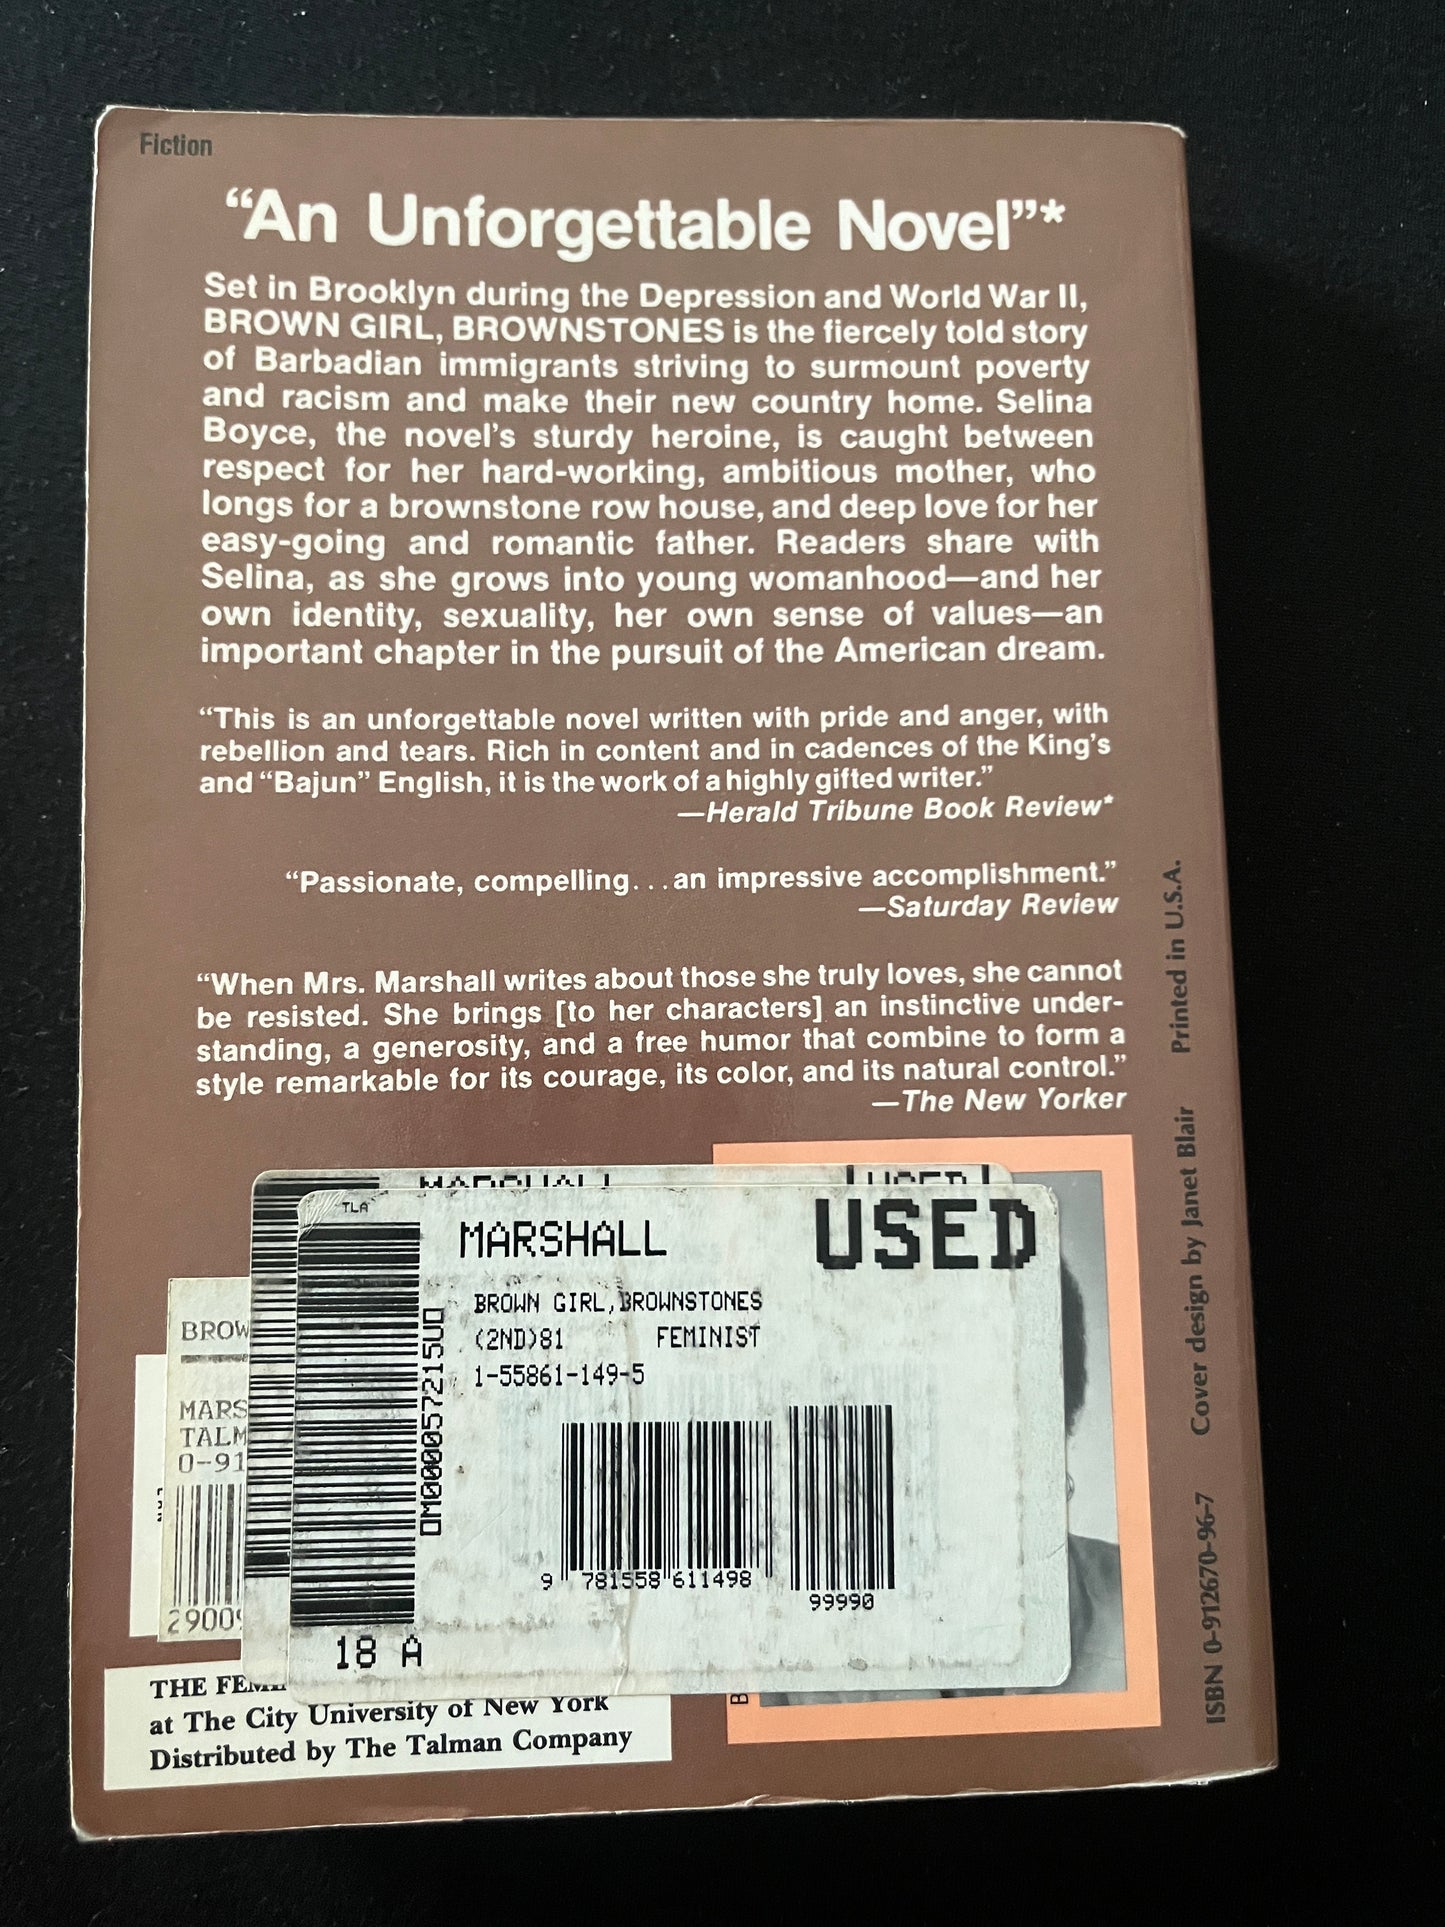 Fiction
“An Unforgettable Novel”*
Set in Brooklyn during the Depression and World War II,
BROWN GIRL, BROWNSTONES is the fiercely told story
of Barbadian immigrants striving to surmount poverty
and racism and make their new country home. Selina
Boyce, the novel's sturdy heroine, is caught between
respect for her hard-working, ambitious mother, who
longs for a brownstone row house, and deep love for her
easy-going and romantic father. Readers share with
Selina, as she grows into young womanhood—and her
own identity, sexuality, her own sense of values—an
important chapter in the pursuit of the American dream.
“This is an unforgettable novel written with pride and anger, with
rebellion and tears. Rich in content and in cadences of the King's
and “Bajun” English, it is the work of a highly gifted writer.”
—Herald Tribune Book Review*
“Passionate, compelling...an impressive accomplishment.”
—Saturday Review
“When Mrs. Marshall writes about those she truly loves, she cannot
be resisted. She brings [to her characters] an instinctive under-
standing, a generosity, and a free humor that combine to form a
style remarkable for its courage, its color, and its natural control.”
—The New Yorker
MARSHALL USED
TLA
MARSHALL USED
BROWN GIRL,BROWNSTONES
(2ND)81 FEMINIST
1-55861-149-5
9 781558 611498
99990
18 A
BROW
MARS
TALM
0-91
2900
THE FEM
at The City University of New York
Distributed by The Talman Company
ISBN 0-912670-96-7 Cover design by Janet Blair Printed in U.S.A.